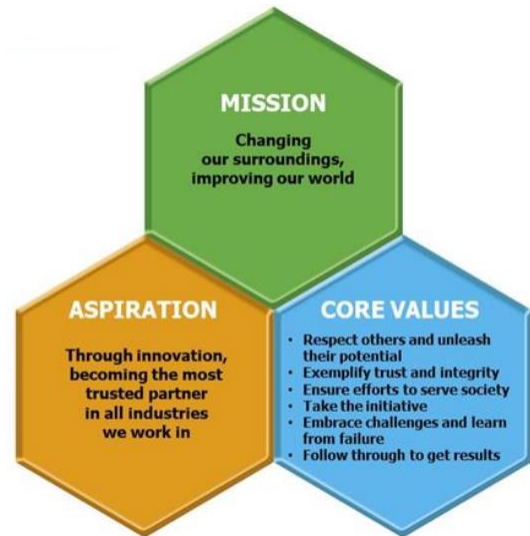 MISSION
Changing
our surroundings,
improving our world
ASPIRATION
Through innovation,
becoming the most
trusted partner
in all industries
we work in
CORE VALUES
• Respect others and unleash
their potential
• Exemplify trust and integrity
• Ensure efforts to serve society
• Take the initiative
• Embrace challenges and learn
from failure
• Follow through to get results